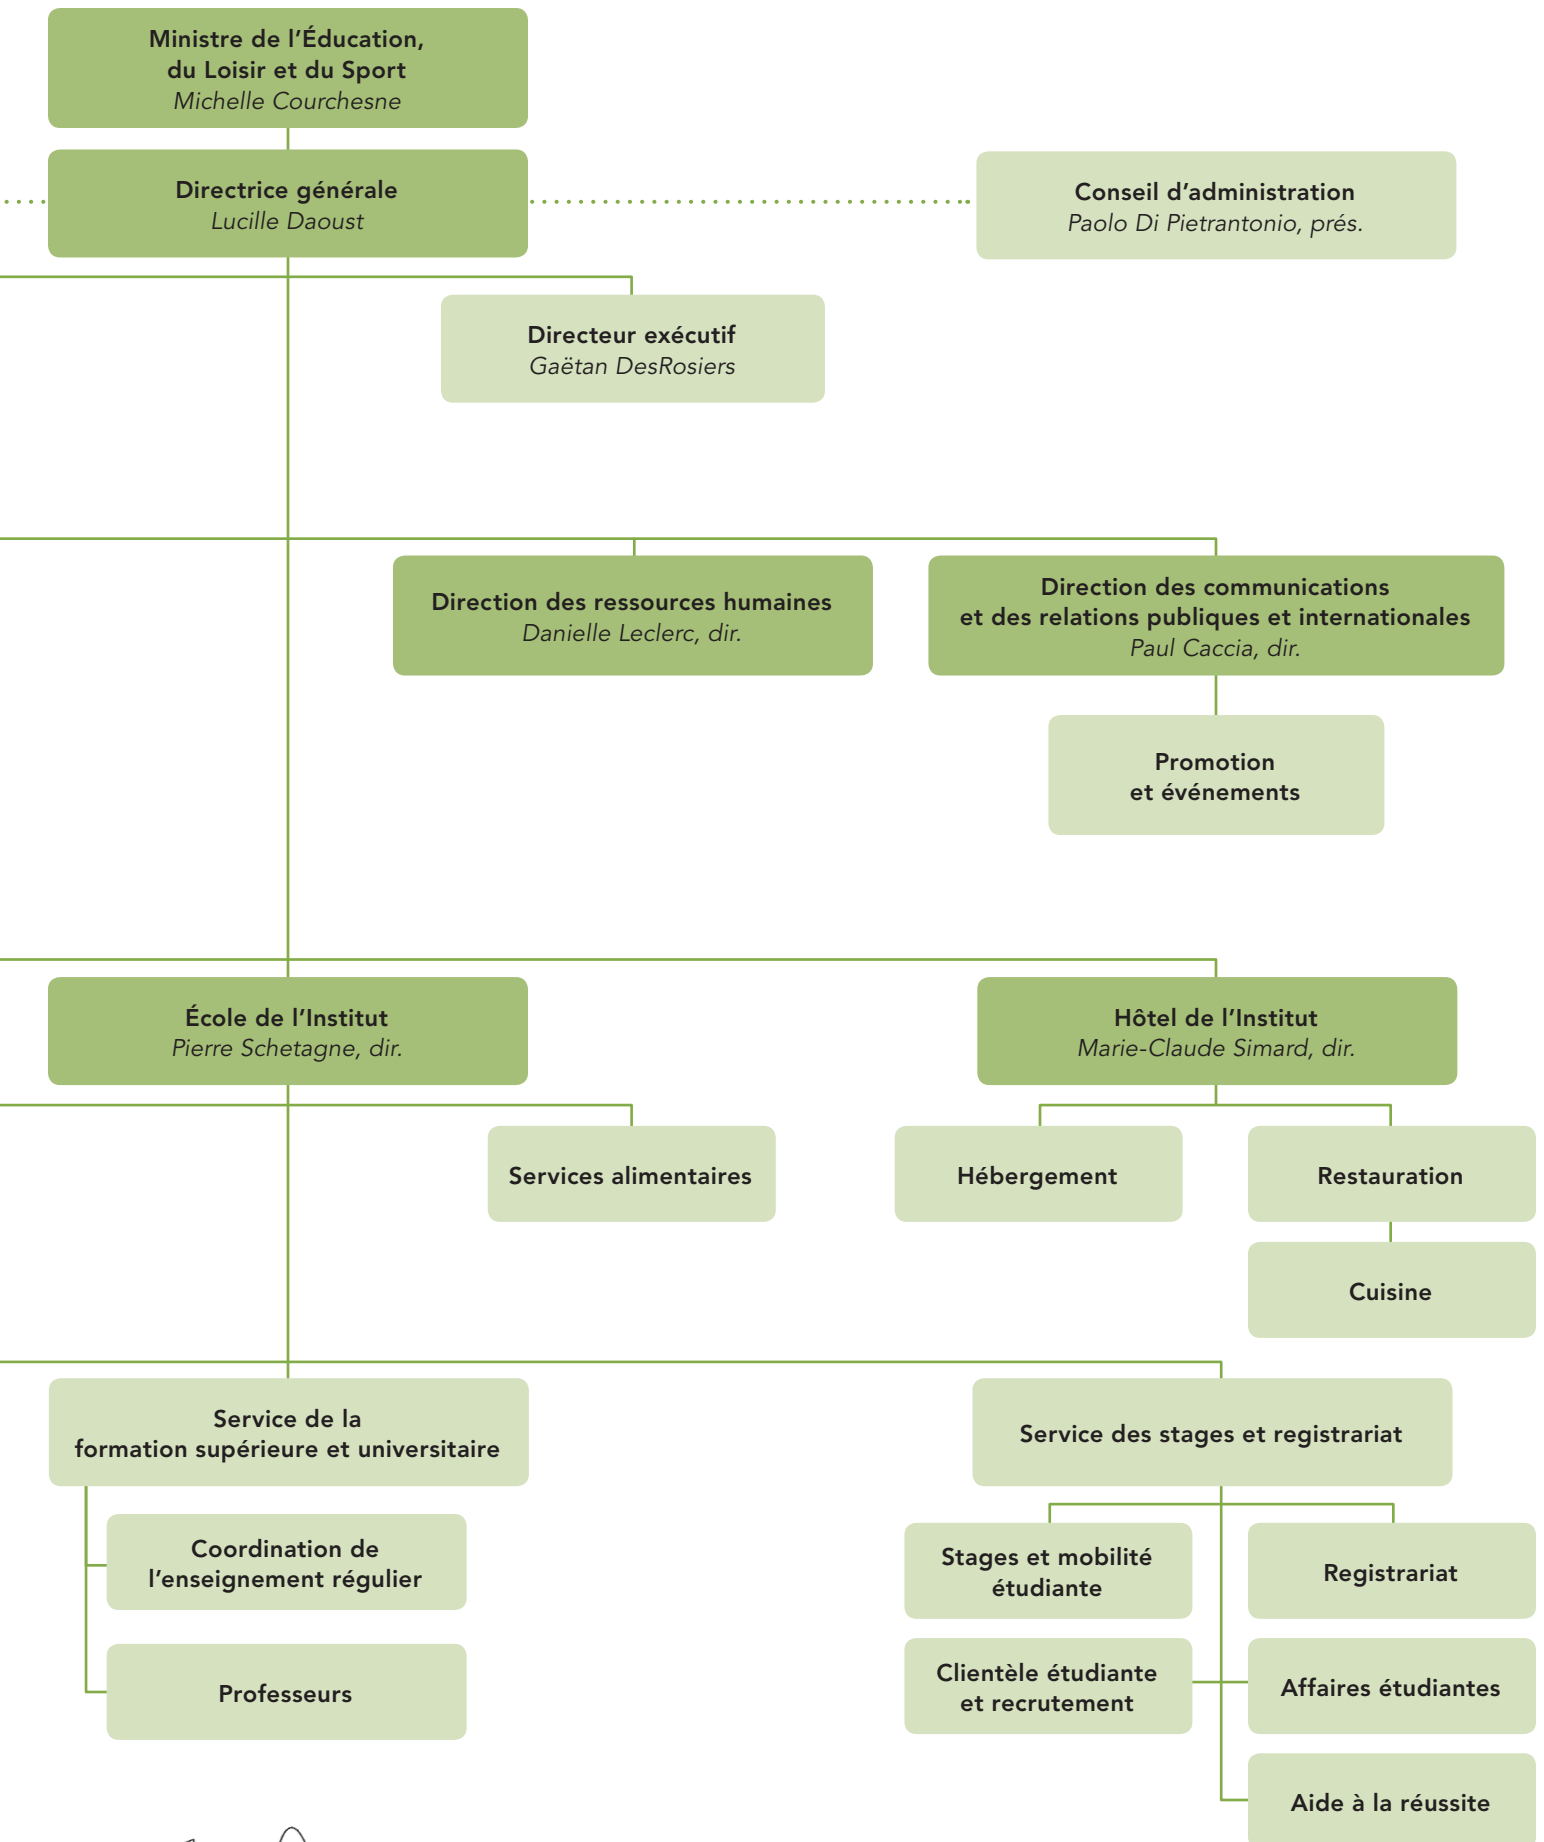 Ministre de l’Éducation,
du Loisir et du Sport
Michelle Courchesne
Directrice générale
Lucille Daoust
Conseil d’administration
Paolo Di Pietrantonio, prés.
Directeur exécutif
Gaëtan DesRosiers
Direction des ressources humaines
Danielle Leclerc, dir.
Direction des communications
et des relations publiques et internationales
Paul Caccia, dir.
Promotion
et événements
École de l’Institut
Pierre Schetagne, dir.
Hôtel de l’Institut
Marie-Claude Simard, dir.
Services alimentaires
Hébergement
Restauration
Cuisine
Service de la
formation supérieure et universitaire
Service des stages et registrariat
Coordination de
l’enseignement régulier
Stages et mobilité
étudiante
Registrariat
Professeurs
Clientèle étudiante
et recrutement
Affaires étudiantes
Aide à la réussite